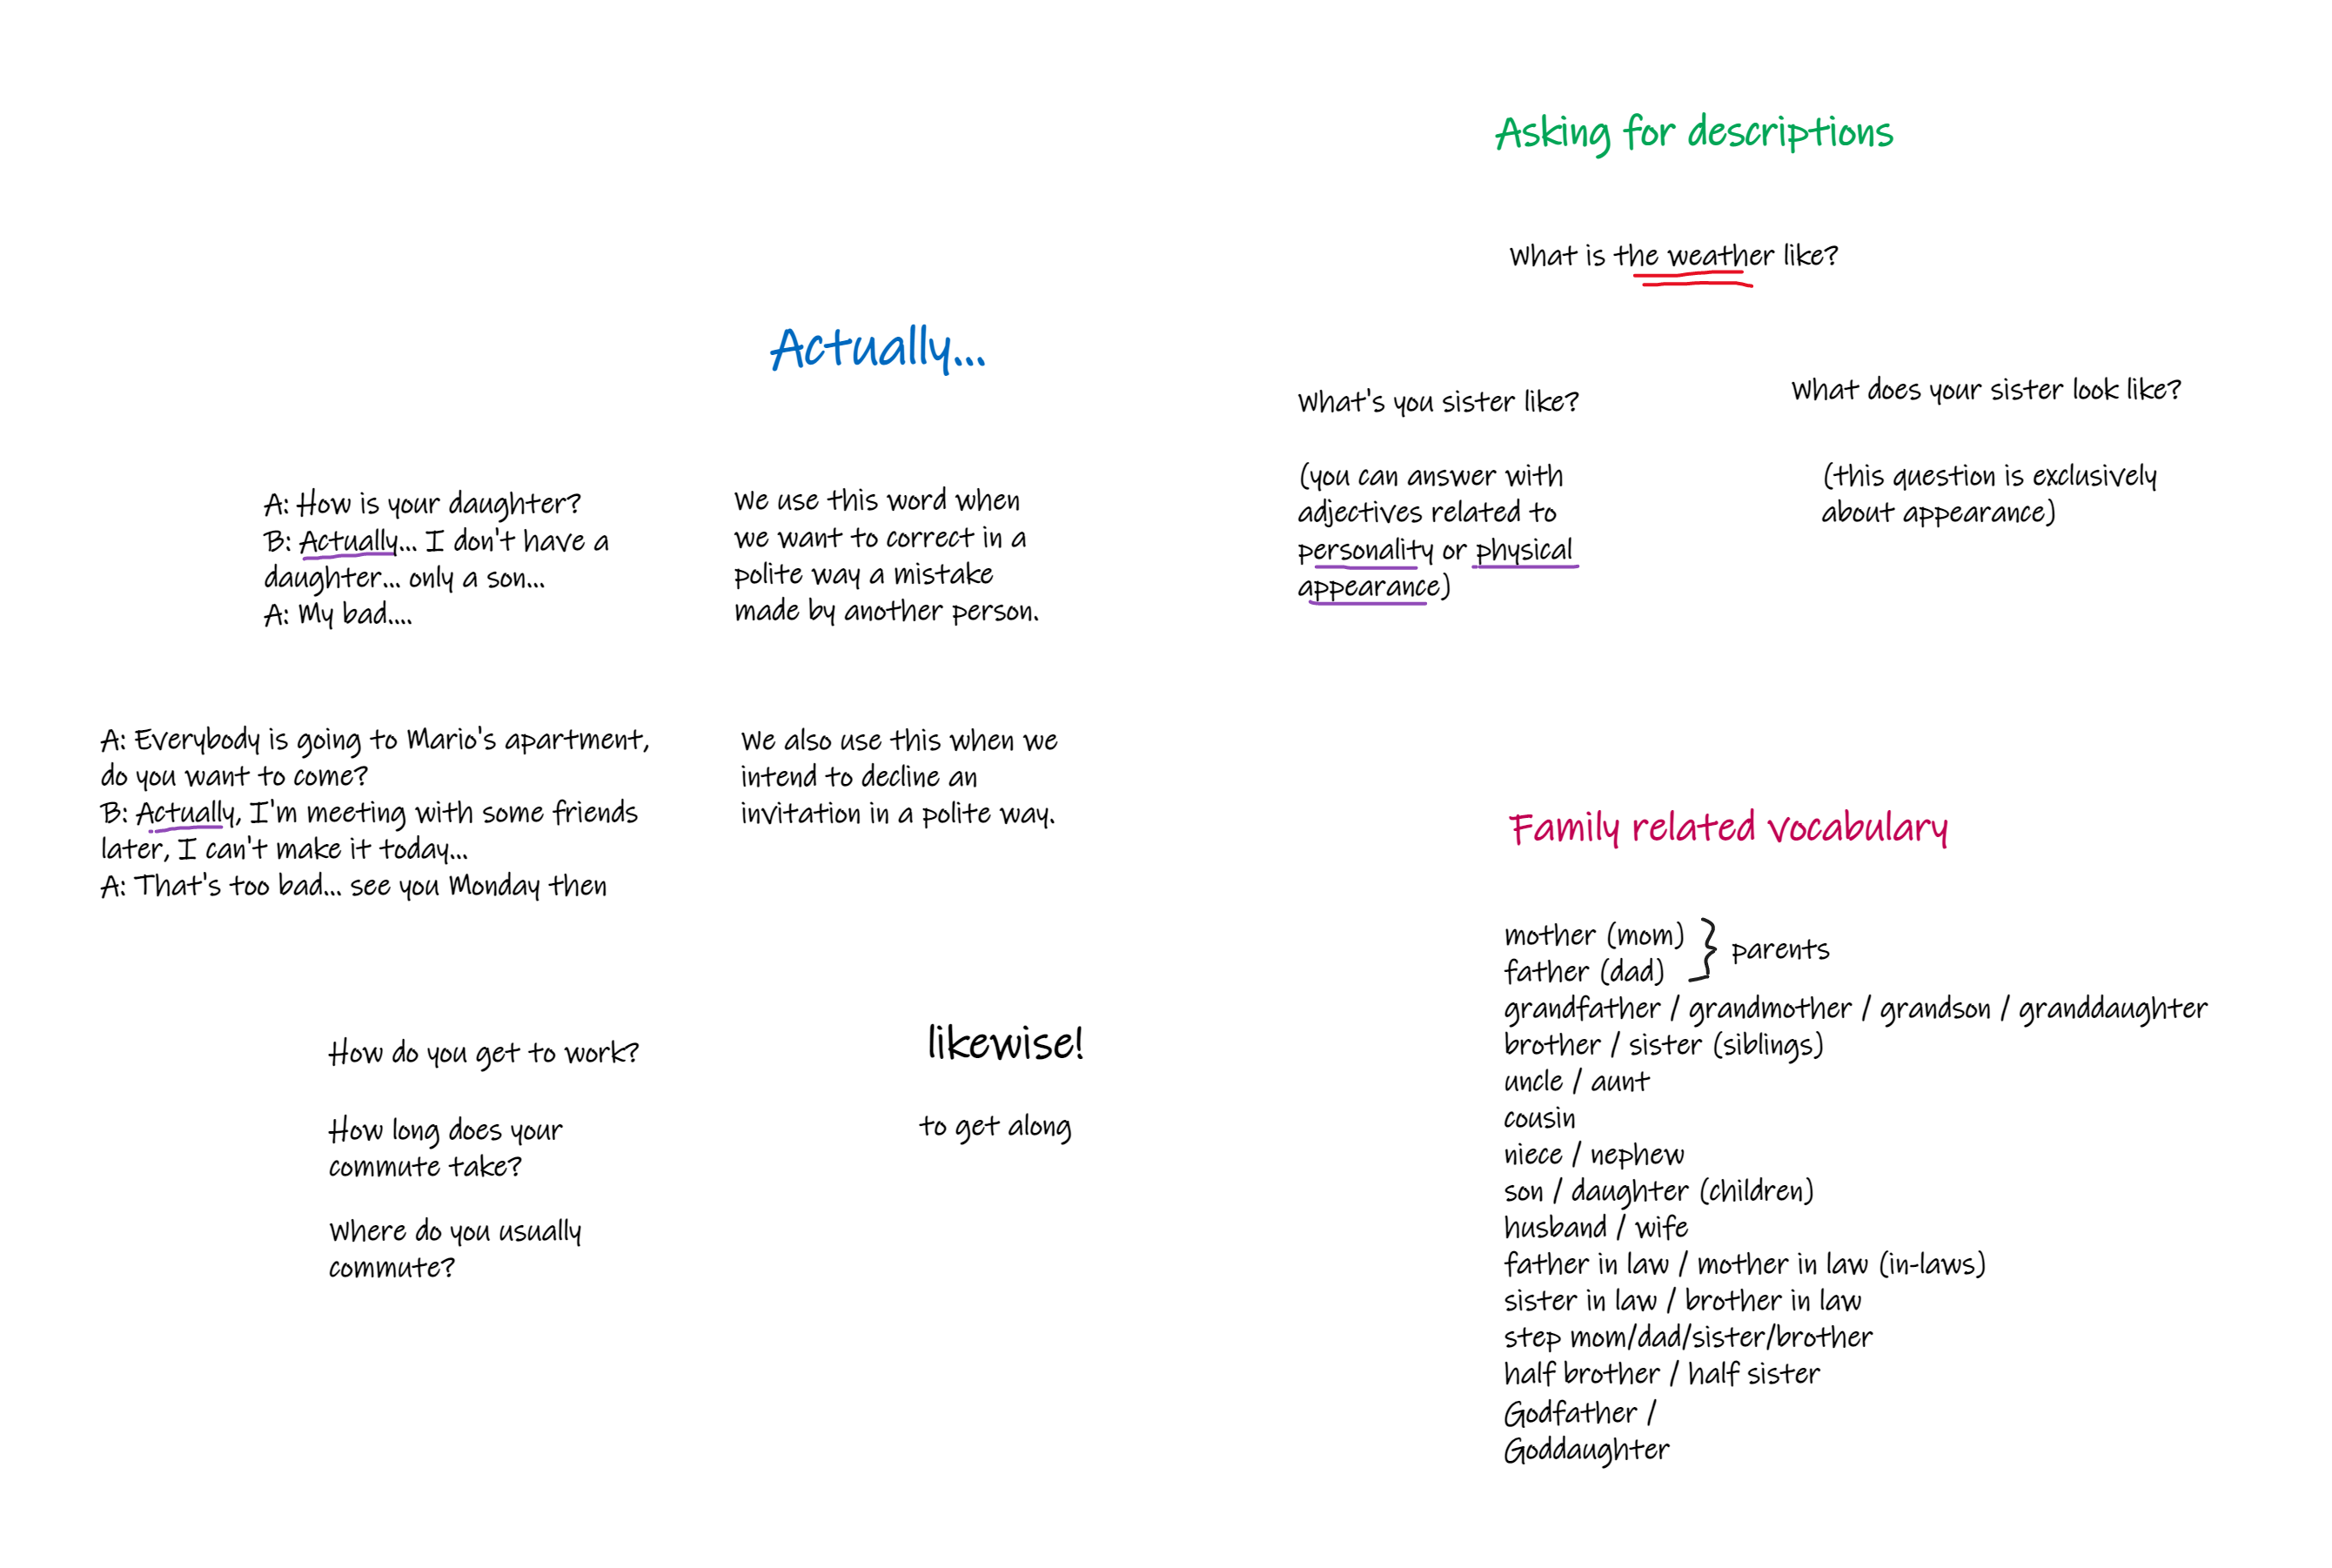 Actually...
A: How is your daughter?
B: Actually... I don't have a
daughter... only a son...
A: My bad....
We use this word when
we want to correct in a
polite way a mistake
made by another person.
A: Everybody is going to Mario's apartment,
do you want to come?
B: Actually, I'm meeting with some friends
later, I can't make it today...
A: That's too bad... see you Monday then
We also use this when we
intend to decline an
invitation in a polite way.
How do you get to work?
How long does your
commute take?
Where do you usually
commute?
likewise!
to get along
Asking for descriptions
What is the weather like?
What's you sister like?
(you can answer with
adjectives related to
personality or physical
appearance)
What does your sister look like?
(this question is exclusively
about appearance)
Family related vocabulary
mother (mom)
father (dad)
parents
grandfather / grandmother / grandson / granddaughter
brother / sister (siblings)
uncle / aunt
cousin
niece / nephew
son / daughter (children)
husband / wife
father in law / mother in law (in-laws)
sister in law / brother in law
step mom/dad/sister/brother
half brother / half sister
Godfather /
Goddaughter